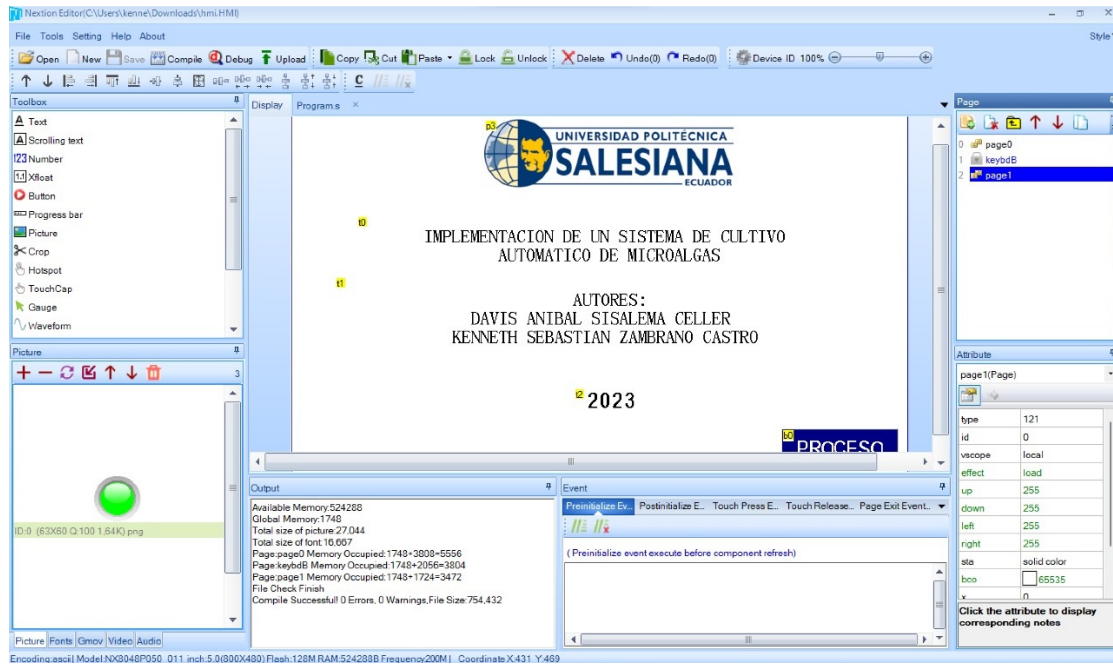 Nextion Editor(C:\Users\kenne\Downloads\hmi.HMI)
File Tools Setting Help About
Style
Open New Save Compile Debug Upload Copy Cut Paste Lock Unlock Delete Undo(0) Redo(0) Device ID 100%
Toolbox
A Text
A Scrolling text
123 Number
1.1 Xfloat
Button
Progress bar
Picture
Crop
Hotspot
TouchCap
Gauge
Waveform
Picture
3
ID:0 (63X60 Q:100 1,64K) png
Picture Fonts Gmov Video Audio
Display Program.s
p3
UNIVERSIDAD POLITÉCNICA
SALESIANA
ECUADOR
t0
IMPLEMENTACION DE UN SISTEMA DE CULTIVO
AUTOMATICO DE MICROALGAS
t1
AUTORES:
DAVIS ANIBAL SISALEMA CELLER
KENNETH SEBASTIAN ZAMBRANO CASTRO
t2
2023
b0
PROCESO
Output
Available Memory:524288
Global Memory:1748
Total size of picture:27,044
Total size of font:16,667
Page:page0 Memory Occupied:1748+3808=5556
Page:keybdB Memory Occupied:1748+2056=3804
Page:page1 Memory Occupied:1748+1724=3472
File Check Finish
Compile Successful! 0 Errors, 0 Warnings,File Size:754,432
Event
Preinitialize Ev... Postinitialize E... Touch Press E... Touch Release... Page Exit Event...
( Preinitialize event execute before component refresh)
Page
0 page0
1 keybdB
2 page1
Attribute
page1(Page)
type 121
id 0
vscope local
effect load
up 255
down 255
left 255
right 255
sta solid color
bco 65535
x 0
Click the attribute to display
corresponding notes
Encoding:ascii| Model:NX8048P050_011 inch:5.0(800X480) Flash:128M RAM:524288B Frequency200M | Coordinate X:431 Y:469